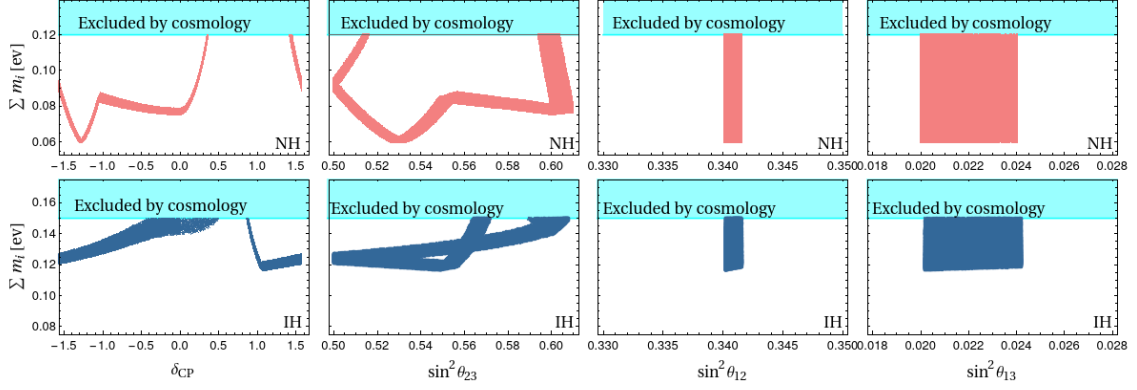 Excluded by cosmology
Excluded by cosmology
Excluded by cosmology
Excluded by cosmology
∑ m_i [ev]
0.12
0.10
0.08
0.06
NH
NH
NH
NH
−1.5 −1.0 −0.5 0.0 0.5 1.0 1.5
0.50 0.52 0.54 0.56 0.58 0.60
0.330 0.335 0.340 0.345 0.350
0.018 0.020 0.022 0.024 0.026 0.028
Excluded by cosmology
Excluded by cosmology
Excluded by cosmology
Excluded by cosmology
∑ m_i [ev]
0.16
0.14
0.12
0.10
0.08
IH
IH
IH
IH
−1.5 −1.0 −0.5 0.0 0.5 1.0 1.5
0.50 0.52 0.54 0.56 0.58 0.60
0.330 0.335 0.340 0.345 0.350
0.018 0.020 0.022 0.024 0.026 0.028
δ_CP
sin²θ₂₃
sin²θ₁₂
sin²θ₁₃